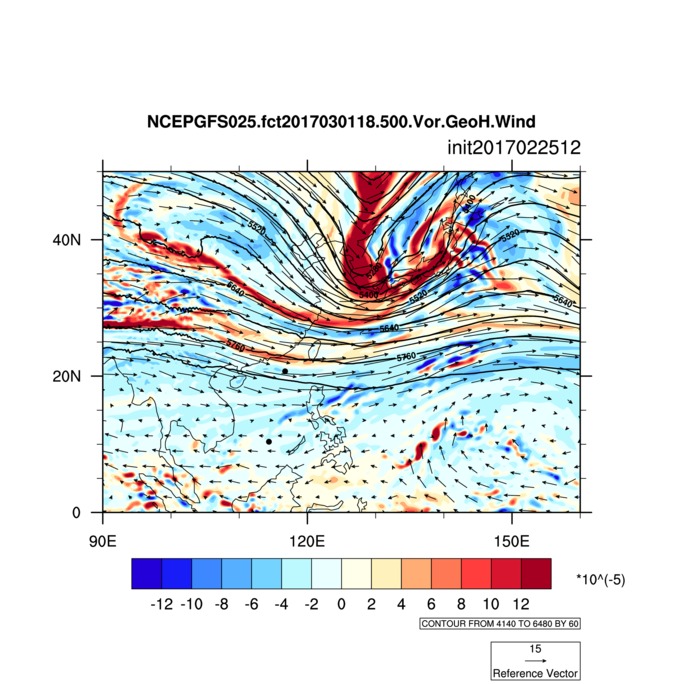 NCEPGFS025.fct2017030118.500.Vor.GeoH.Wind
init2017022512
5400
5520
5520
40N
5640
5400
5520
5640
5640
5760
5760
20N
0
90E 120E 150E
-12 -10 -8 -6 -4 -2 0 2 4 6 8 10 12
*10^(-5)
CONTOUR FROM 4140 TO 6480 BY 60
15
Reference Vector